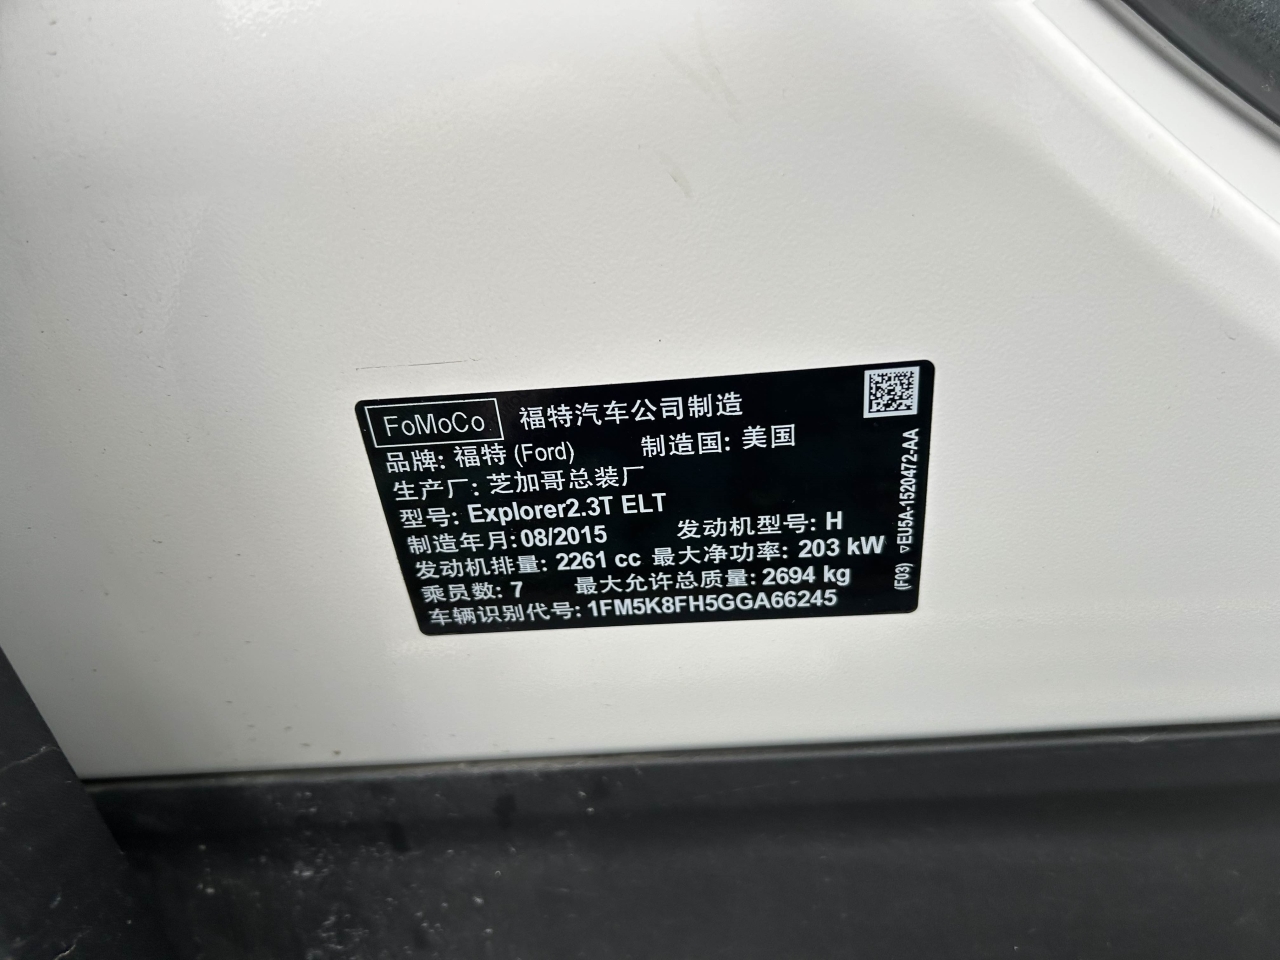 FoMoCo 福特汽车公司制造
品牌: 福特 (Ford) 制造国: 美国
生产厂: 芝加哥总装厂
型号: Explorer2.3T ELT
制造年月: 08/2015 发动机型号: H
发动机排量: 2261 cc 最大净功率: 203 kW
乘员数: 7 最大允许总质量: 2694 kg
车辆识别代号: 1FM5K8FH5GGA66245
(F03) ▽EU5A-1520472-AA